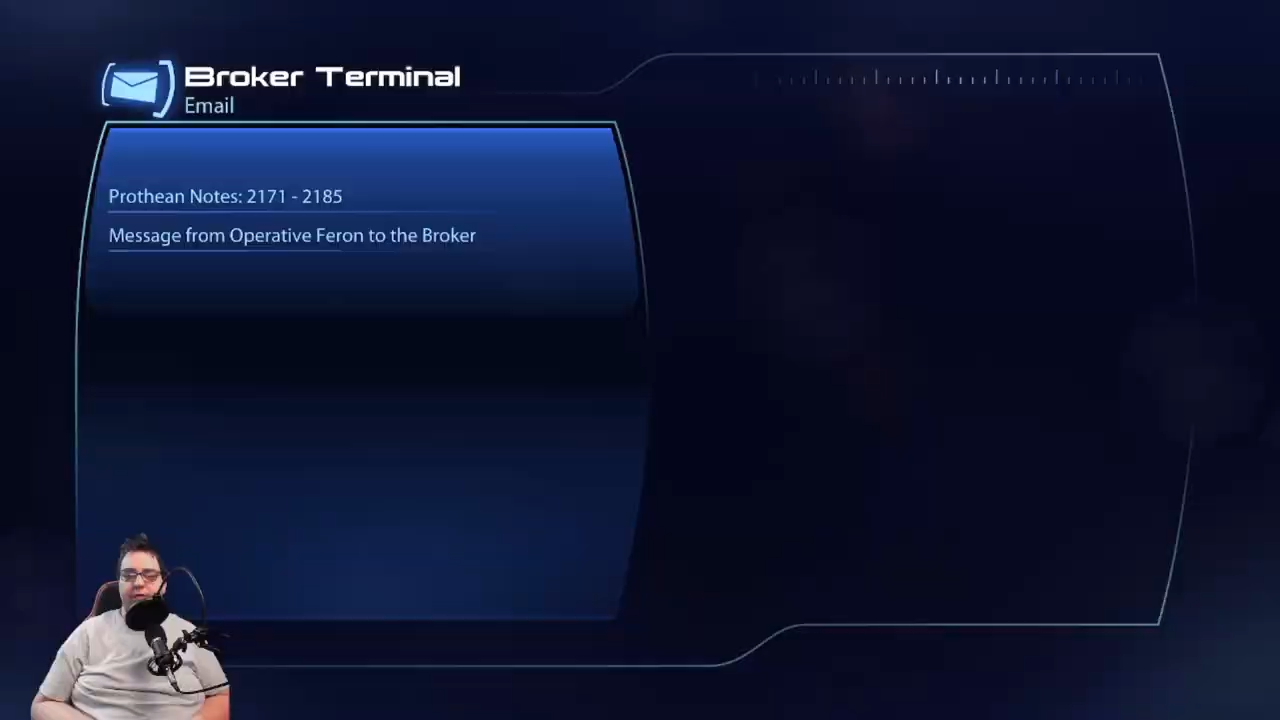 Broker Terminal
Email
Prothean Notes: 2171 - 2185
Message from Operative Feron to the Broker